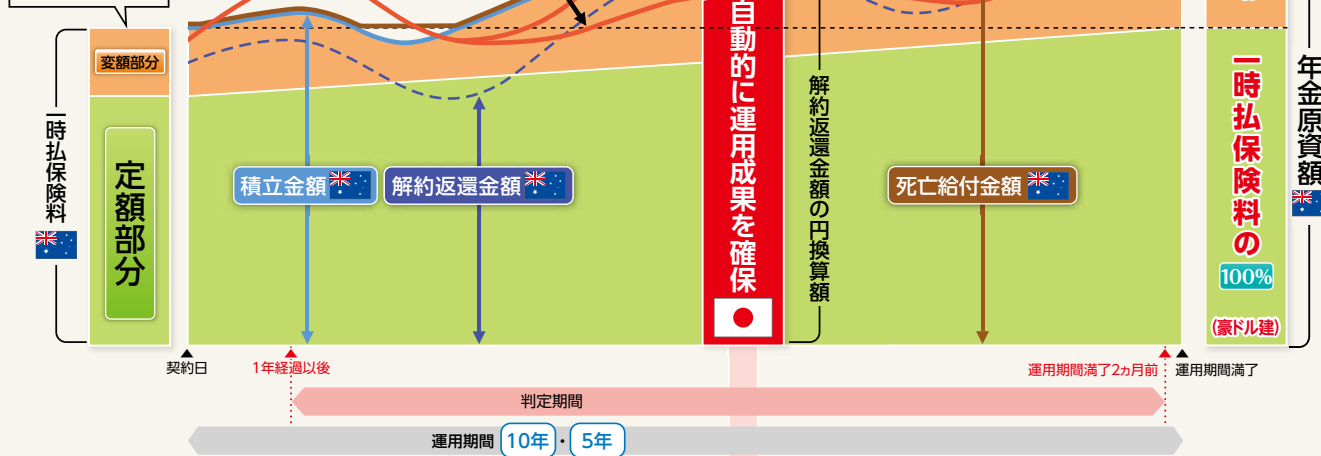 一時払保険料
変額部分
定額部分
積立金額
解約返還金額
自動的に運用成果を確保
解約返還金額の円換算額
死亡給付金額
一時払保険料の
100%
(豪ドル建)
年金原資額
契約日
1年経過以後
運用期間満了2ヵ月前
運用期間満了
判定期間
運用期間 10年・5年